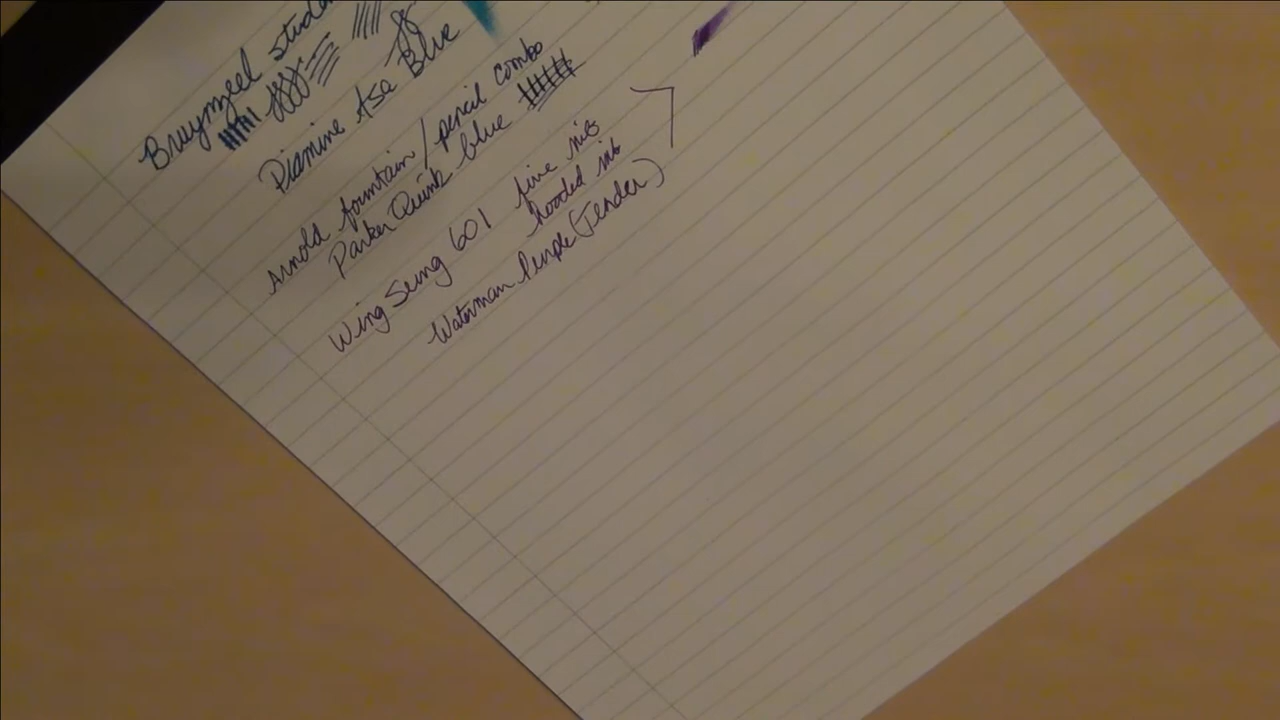 Bruynzeel stude
Diamine Asa Blue
Arnold fountain/pencil combo
Parker Quink blue
Wing Sung 601 fine nib
hooded nib
Waterman Purple (Tender)